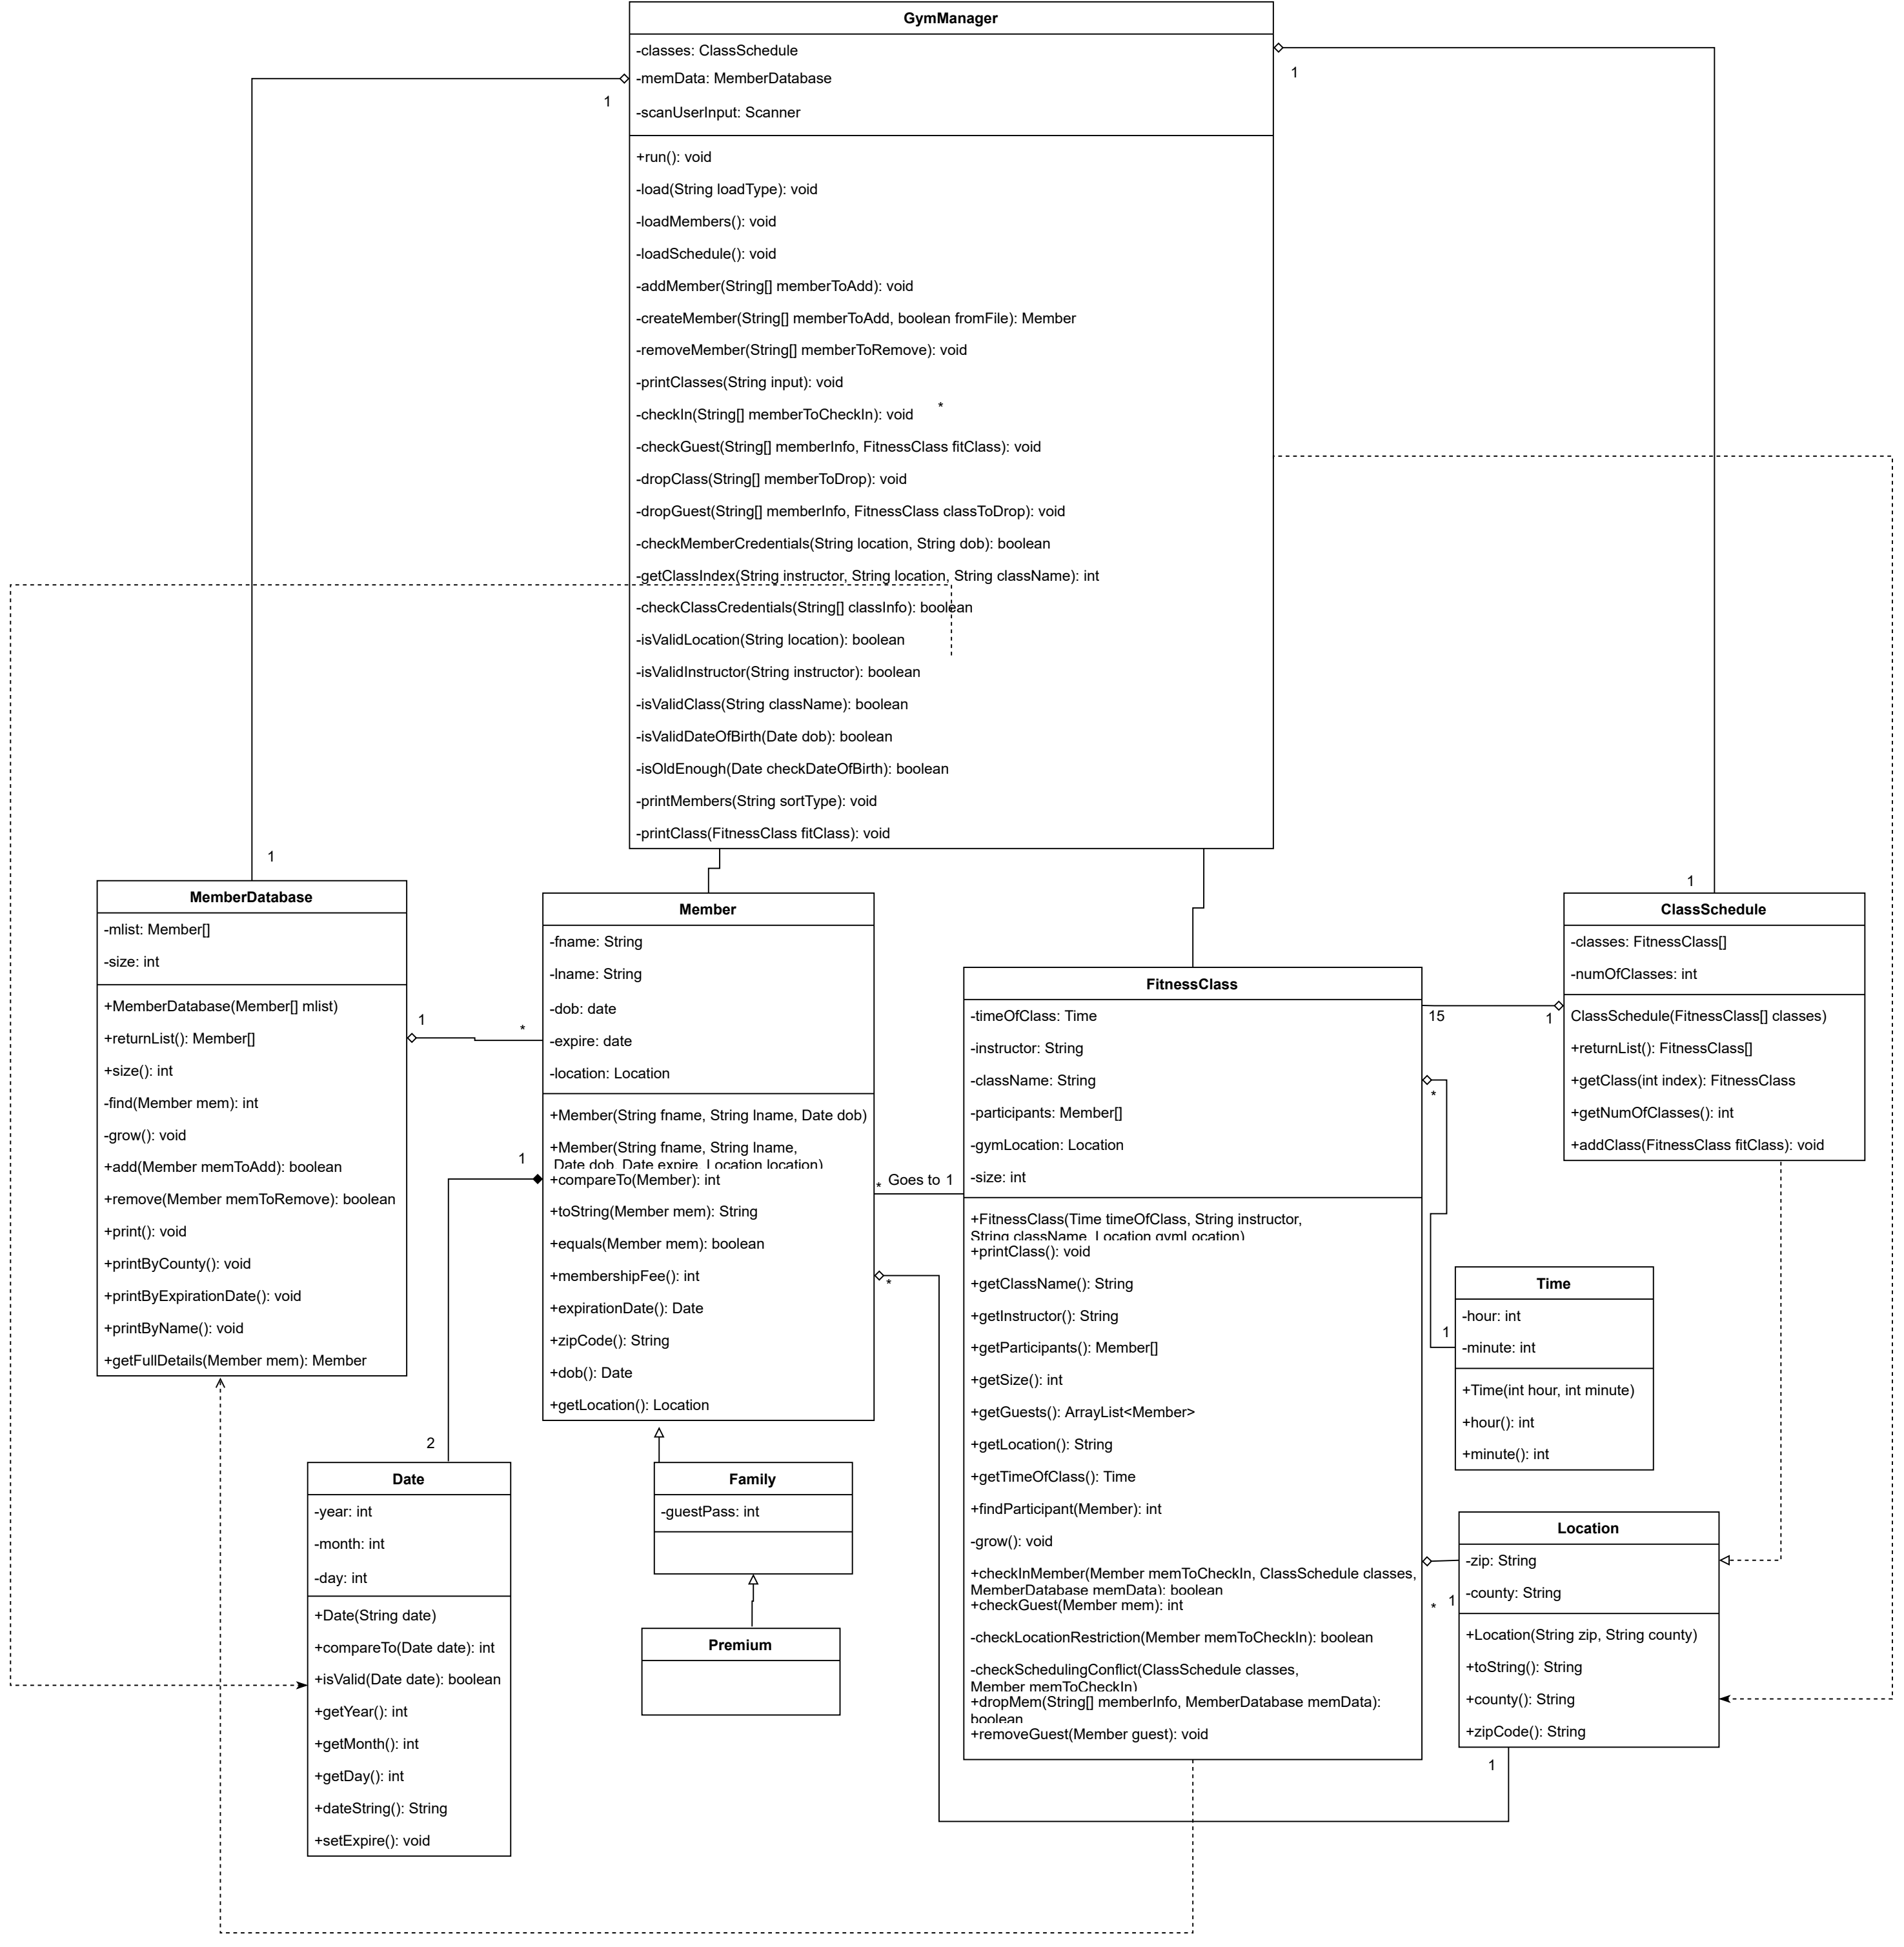 GymManager
-classes: ClassSchedule
-memData: MemberDatabase
-scanUserInput: Scanner
+run(): void
-load(String loadType): void
-loadMembers(): void
-loadSchedule(): void
-addMember(String[] memberToAdd): void
-createMember(String[] memberToAdd, boolean fromFile): Member
-removeMember(String[] memberToRemove): void
-printClasses(String input): void
-checkIn(String[] memberToCheckIn): void
*
-checkGuest(String[] memberInfo, FitnessClass fitClass): void
-dropClass(String[] memberToDrop): void
-dropGuest(String[] memberInfo, FitnessClass classToDrop): void
-checkMemberCredentials(String location, String dob): boolean
-getClassIndex(String instructor, String location, String className): int
-checkClassCredentials(String[] classInfo): boolean
-isValidLocation(String location): boolean
-isValidInstructor(String instructor): boolean
-isValidClass(String className): boolean
-isValidDateOfBirth(Date dob): boolean
-isOldEnough(Date checkDateOfBirth): boolean
-printMembers(String sortType): void
-printClass(FitnessClass fitClass): void
1
1
1
1
MemberDatabase
-mlist: Member[]
-size: int
+MemberDatabase(Member[] mlist)
+returnList(): Member[]
+size(): int
-find(Member mem): int
-grow(): void
+add(Member memToAdd): boolean
+remove(Member memToRemove): boolean
+print(): void
+printByCounty(): void
+printByExpirationDate(): void
+printByName(): void
+getFullDetails(Member mem): Member
1
*
Member
-fname: String
-lname: String
-dob: date
-expire: date
-location: Location
+Member(String fname, String lname, Date dob)
+Member(String fname, String lname,
Date dob, Date expire, Location location)
+compareTo(Member): int
+toString(Member mem): String
+equals(Member mem): boolean
+membershipFee(): int
+expirationDate(): Date
+zipCode(): String
+dob(): Date
+getLocation(): Location
1
2
* Goes to 1
*
FitnessClass
-timeOfClass: Time
-instructor: String
-className: String
-participants: Member[]
-gymLocation: Location
-size: int
+FitnessClass(Time timeOfClass, String instructor,
String className, Location gymLocation)
+printClass(): void
+getClassName(): String
+getInstructor(): String
+getParticipants(): Member[]
+getSize(): int
+getGuests(): ArrayList<Member>
+getLocation(): String
+getTimeOfClass(): Time
+findParticipant(Member): int
-grow(): void
+checkInMember(Member memToCheckIn, ClassSchedule classes,
MemberDatabase memData): boolean
+checkGuest(Member mem): int
-checkLocationRestriction(Member memToCheckIn): boolean
-checkSchedulingConflict(ClassSchedule classes,
Member memToCheckIn)
+dropMem(String[] memberInfo, MemberDatabase memData):
boolean
+removeGuest(Member guest): void
15
1
*
1
* 1
1
ClassSchedule
-classes: FitnessClass[]
-numOfClasses: int
ClassSchedule(FitnessClass[] classes)
+returnList(): FitnessClass[]
+getClass(int index): FitnessClass
+getNumOfClasses(): int
+addClass(FitnessClass fitClass): void
Time
-hour: int
-minute: int
+Time(int hour, int minute)
+hour(): int
+minute(): int
Location
-zip: String
-county: String
+Location(String zip, String county)
+toString(): String
+county(): String
+zipCode(): String
Date
-year: int
-month: int
-day: int
+Date(String date)
+compareTo(Date date): int
+isValid(Date date): boolean
+getYear(): int
+getMonth(): int
+getDay(): int
+dateString(): String
+setExpire(): void
Family
-guestPass: int
Premium